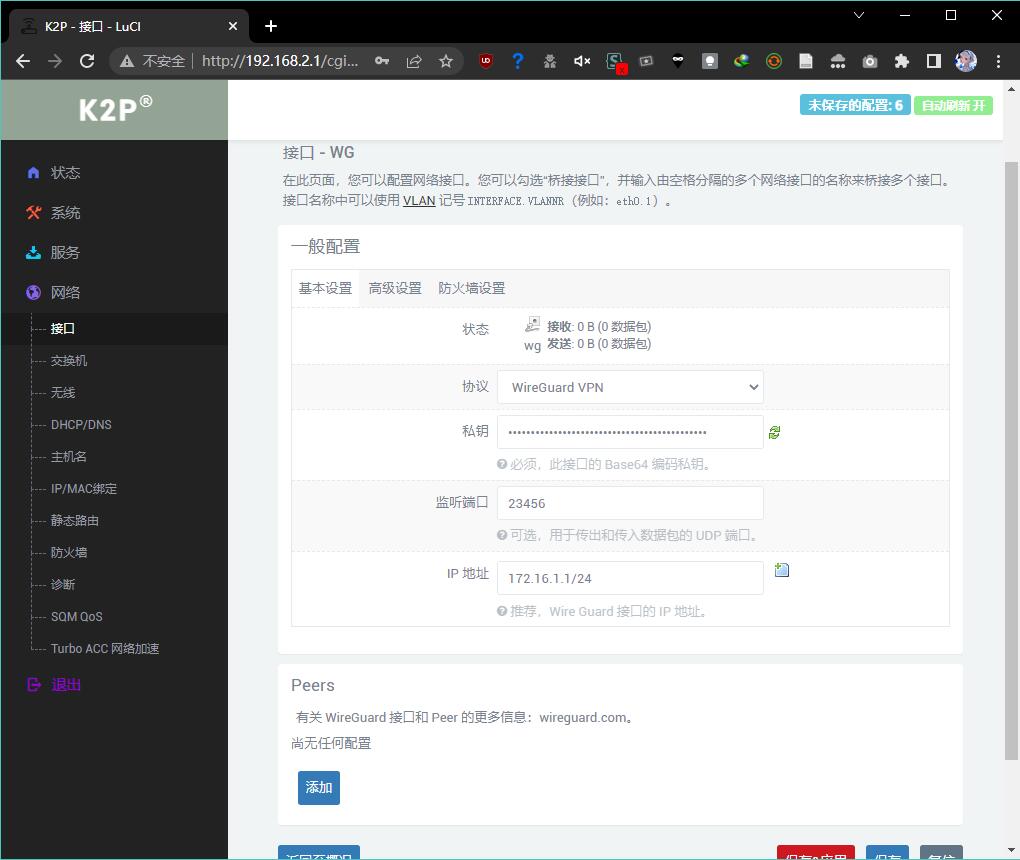 K2P - 接口 - LuCI
不安全
http://192.168.2.1/cgi...
K2P®
未保存的配置: 6
自动刷新 开
状态
系统
服务
网络
接口
交换机
无线
DHCP/DNS
主机名
IP/MAC绑定
静态路由
防火墙
诊断
SQM QoS
Turbo ACC 网络加速
退出
接口 - WG
在此页面，您可以配置网络接口。您可以勾选“桥接接口”，并输入由空格分隔的多个网络接口的名称来桥接多个接口。
接口名称中可以使用 VLAN 记号 INTERFACE.VLANNR（例如：eth0.1）。
一般配置
基本设置
高级设置
防火墙设置
状态
接收: 0 B (0 数据包)
wg 发送: 0 B (0 数据包)
协议
WireGuard VPN
私钥
必须，此接口的 Base64 编码私钥。
监听端口
23456
可选，用于传出和传入数据包的 UDP 端口。
IP 地址
172.16.1.1/24
推荐，Wire Guard 接口的 IP 地址。
Peers
有关 WireGuard 接口和 Peer 的更多信息：wireguard.com。
尚无任何配置
添加
返回至概况
保存&应用
保存
复位